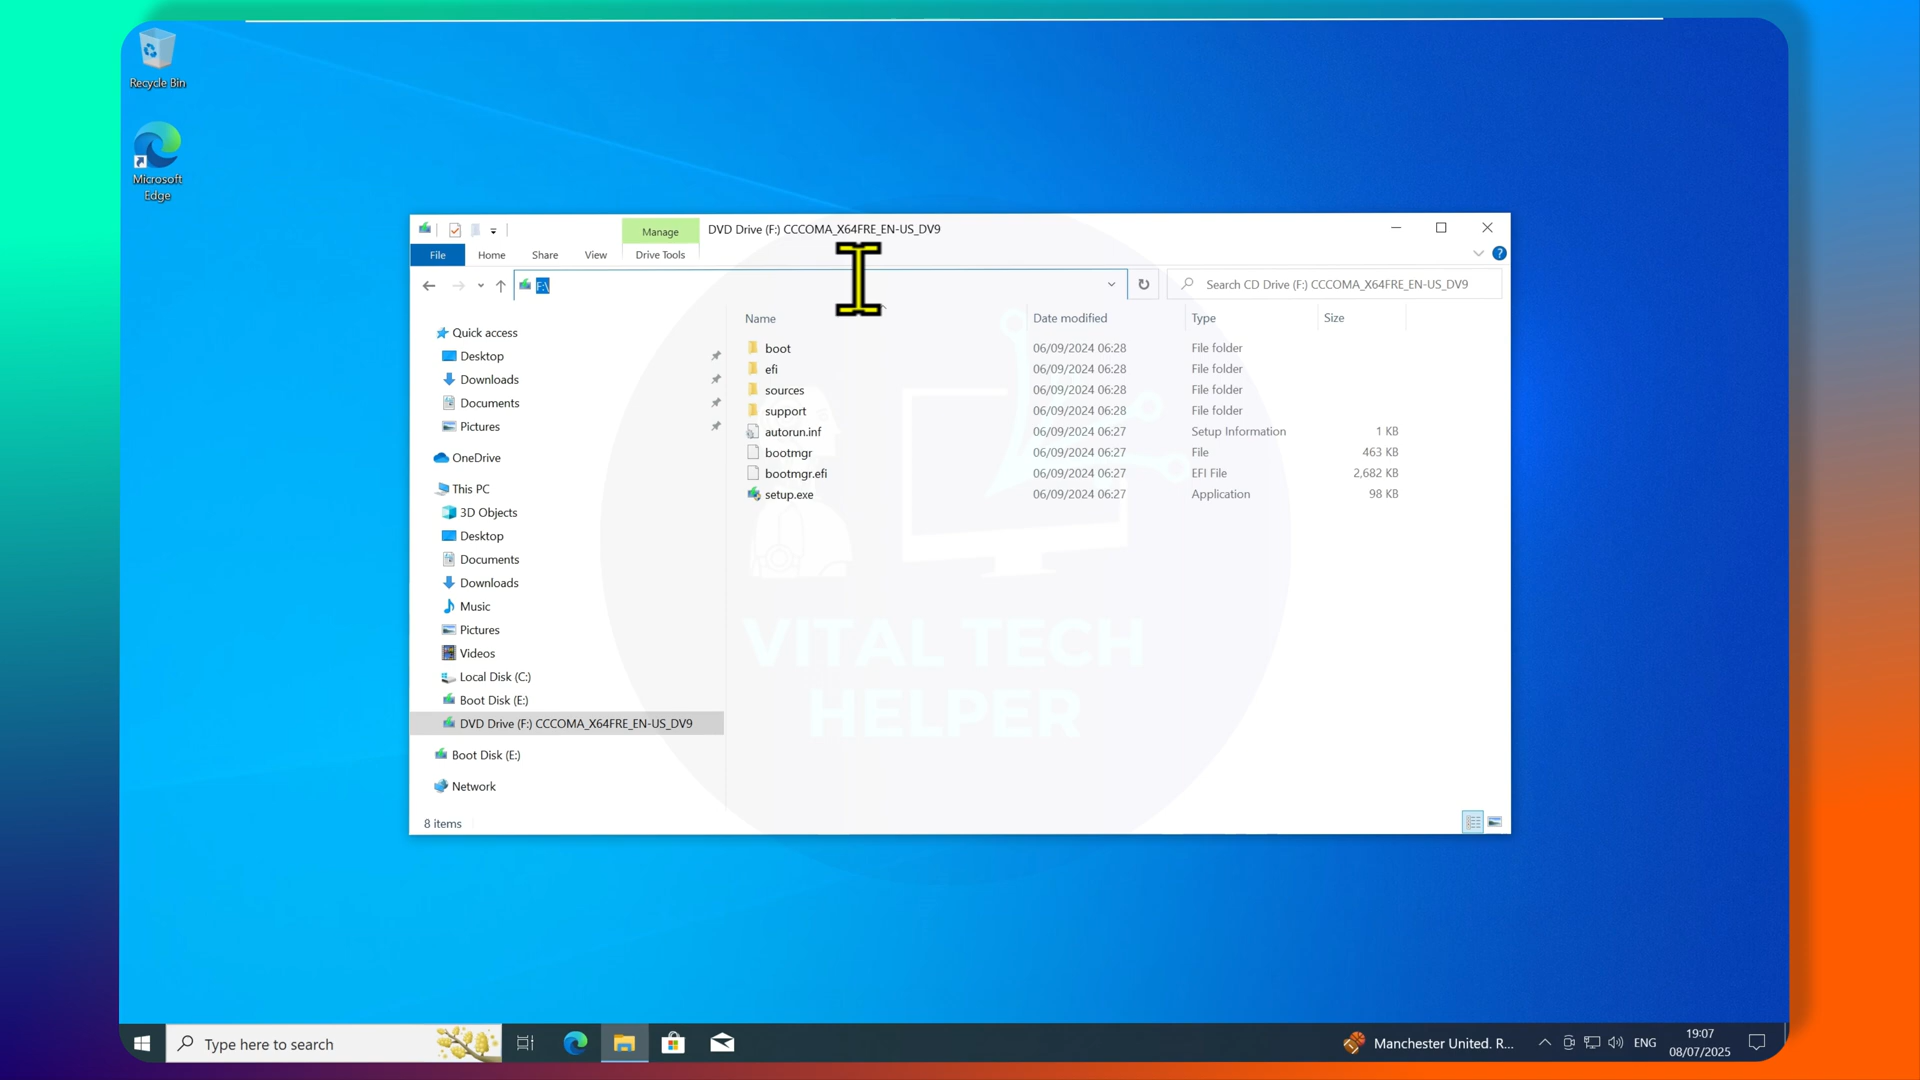 Recycle Bin
Microsoft
Edge
Manage
DVD Drive (F:) CCCOMA_X64FRE_EN-US_DV9
File
Home
Share
View
Drive Tools
F:\
Search CD Drive (F:) CCCOMA_X64FRE_EN-US_DV9
Name
Date modified
Type
Size
Quick access
Desktop
Downloads
Documents
Pictures
OneDrive
This PC
3D Objects
Desktop
Documents
Downloads
Music
Pictures
Videos
Local Disk (C:)
Boot Disk (E:)
DVD Drive (F:) CCCOMA_X64FRE_EN-US_DV9
Boot Disk (E:)
Network
boot 06/09/2024 06:28 File folder
efi 06/09/2024 06:28 File folder
sources 06/09/2024 06:28 File folder
support 06/09/2024 06:28 File folder
autorun.inf 06/09/2024 06:27 Setup Information 1 KB
bootmgr 06/09/2024 06:27 File 463 KB
bootmgr.efi 06/09/2024 06:27 EFI File 2,682 KB
setup.exe 06/09/2024 06:27 Application 98 KB
VITAL TECH
HELPER
8 items
Type here to search
Manchester United. R...
ENG
19:07
08/07/2025